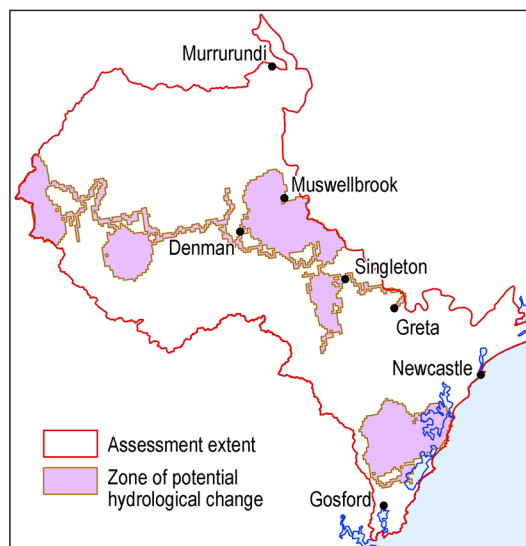 Murrurundi
Muswellbrook
Denman
Singleton
Greta
Newcastle
Assessment extent
Zone of potential
hydrological change
Gosford